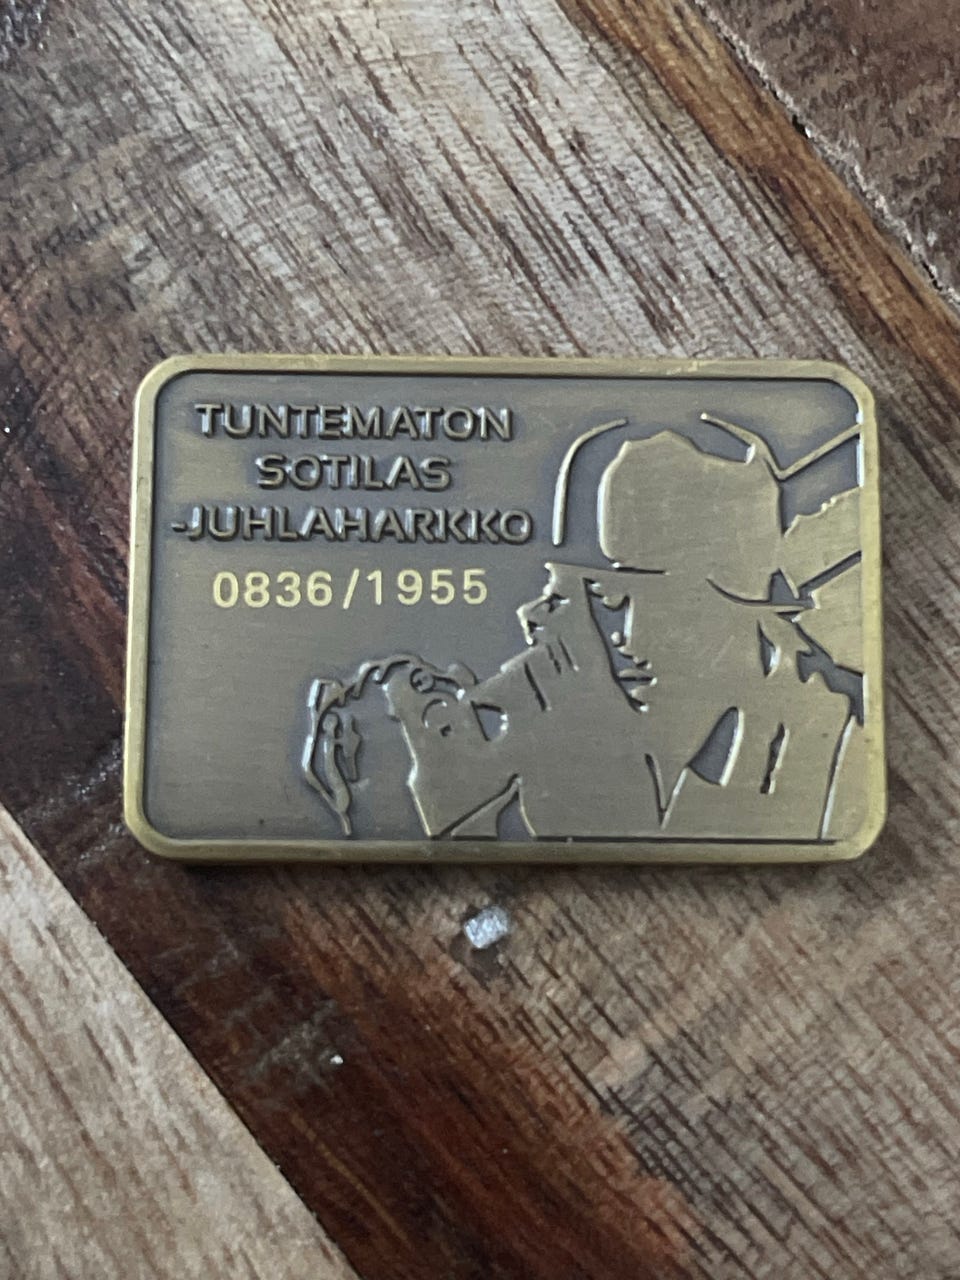 TUNTEMATON
SOTILAS
-JUHLAHARKKO
0836/1955